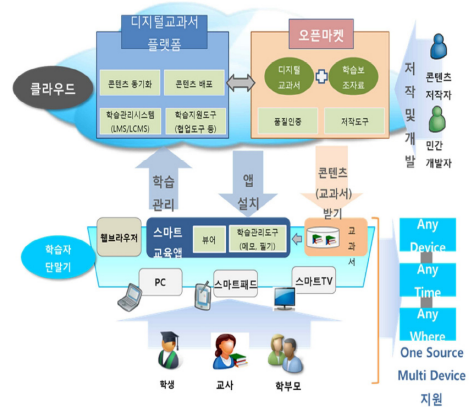 디지털교과서
플랫폼
오픈마켓
콘텐츠 동기화
콘텐츠 배포
디지털
교과서
학습보
조자료
클라우드
학습관리시스템
(LMS/LCMS)
학습지원도구
(협업도구 등)
품질인증
저작도구
저
작
및
개
발
콘텐츠
저작자
민간
개발자
학습
관리
앱
설치
콘텐츠
(교과서)
받기
웹브라우저
스마트
교육앱
뷰어
학습관리도구
(메모, 필기)
교
과
서
학습자
단말기
PC
스마트패드
스마트TV
Any
Device
Any
Time
Any
Where
학생
교사
학부모
One Source
Multi Device
지원